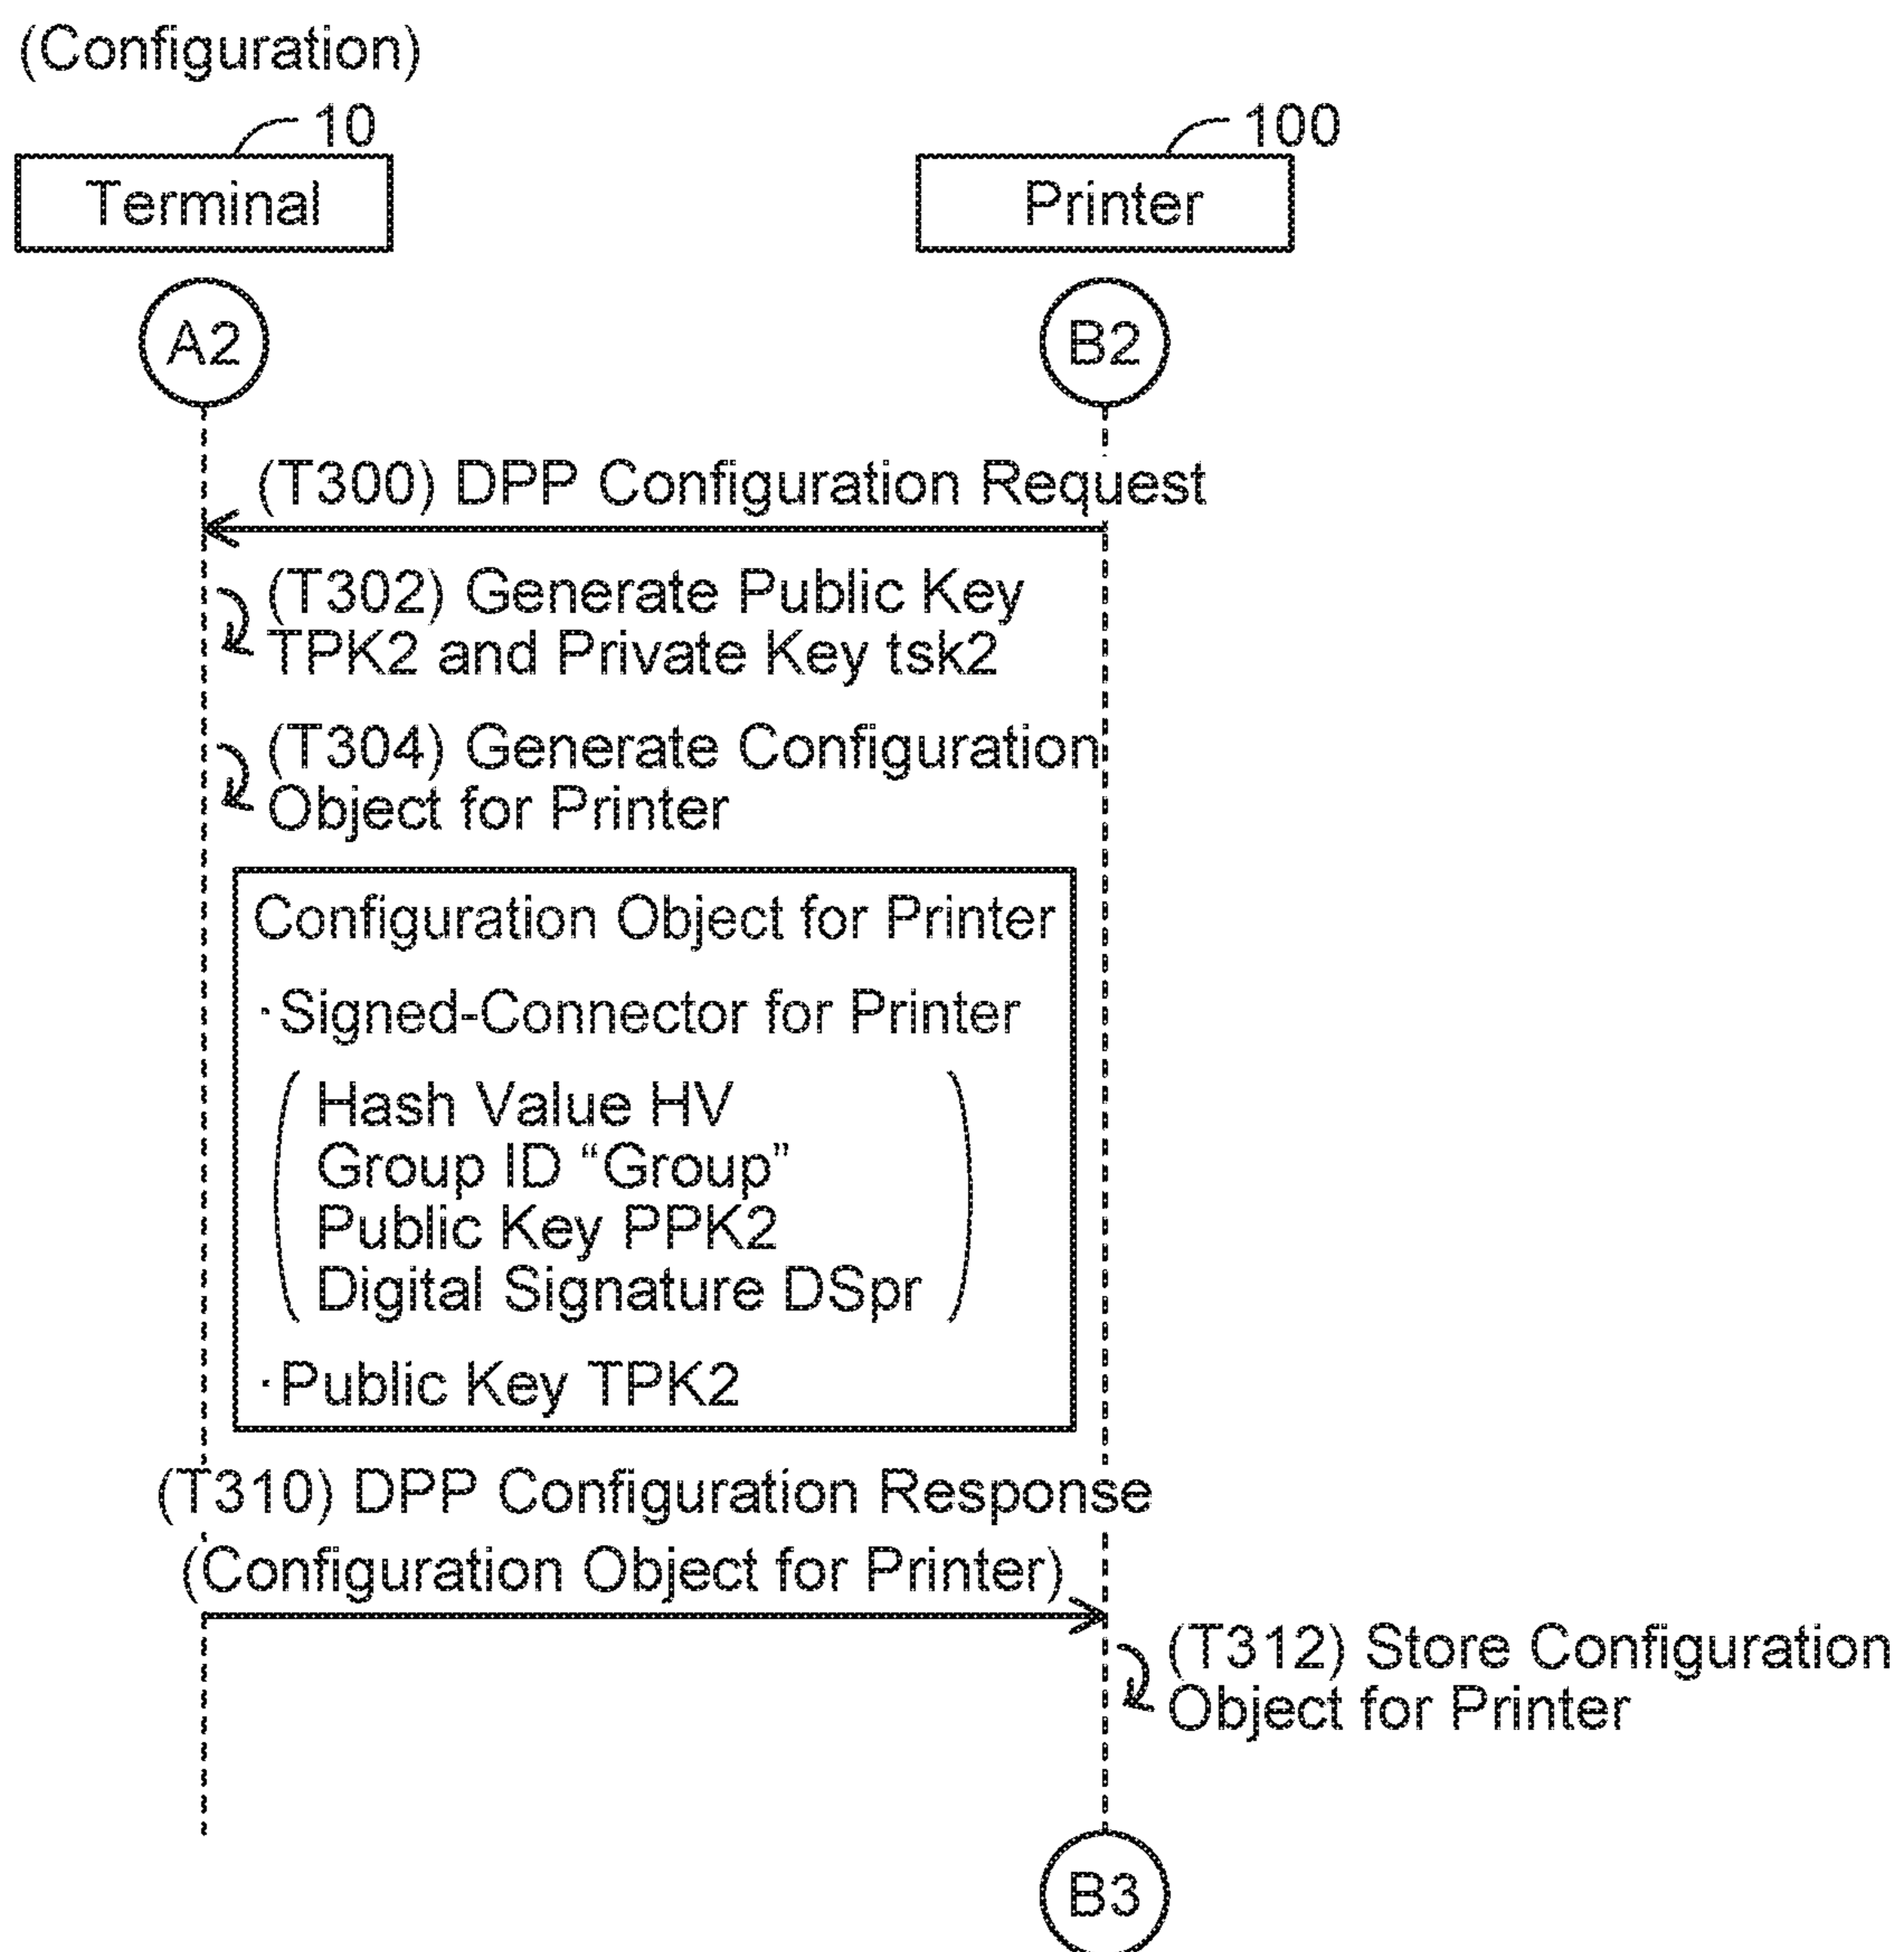 (Configuration)
10
100
Terminal
Printer
A2
B2
(T300) DPP Configuration Request
(T302) Generate Public Key
TPK2 and Private Key tsk2
(T304) Generate Configuration
Object for Printer
Configuration Object for Printer
·Signed-Connector for Printer
Hash Value HV
Group ID “Group”
Public Key PPK2
Digital Signature DSpr
·Public Key TPK2
(T310) DPP Configuration Response
(Configuration Object for Printer)
(T312) Store Configuration
Object for Printer
B3